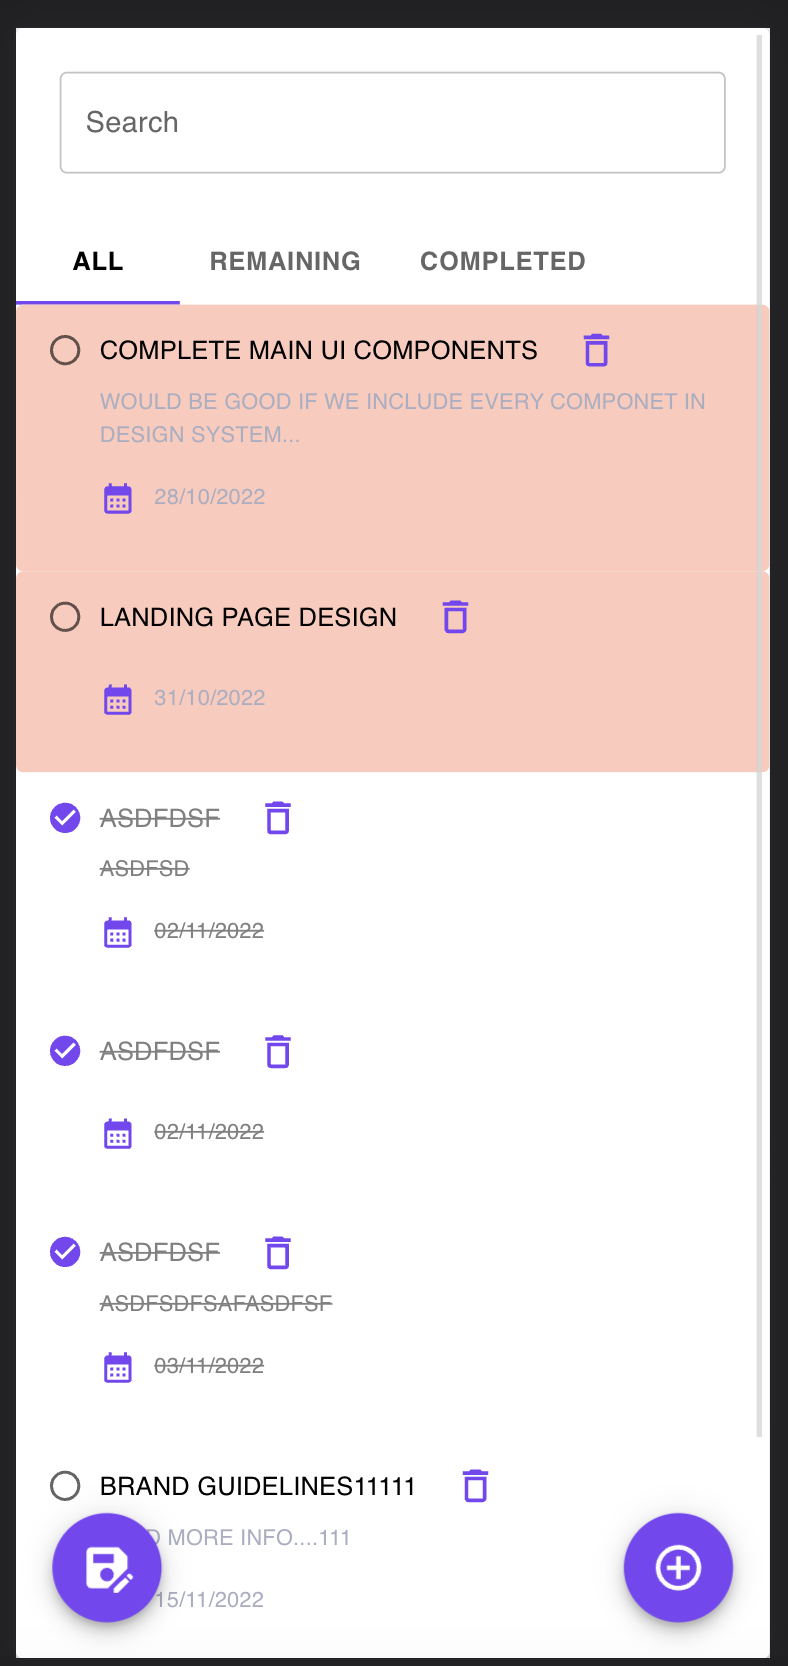 Search
ALL REMAINING COMPLETED
COMPLETE MAIN UI COMPONENTS
WOULD BE GOOD IF WE INCLUDE EVERY COMPONET IN
DESIGN SYSTEM...
28/10/2022
LANDING PAGE DESIGN
31/10/2022
ASDFDSF
ASDFSD
02/11/2022
ASDFDSF
02/11/2022
ASDFDSF
ASDFSDFSAFASDFSF
03/11/2022
BRAND GUIDELINES11111
MORE INFO....111
15/11/2022